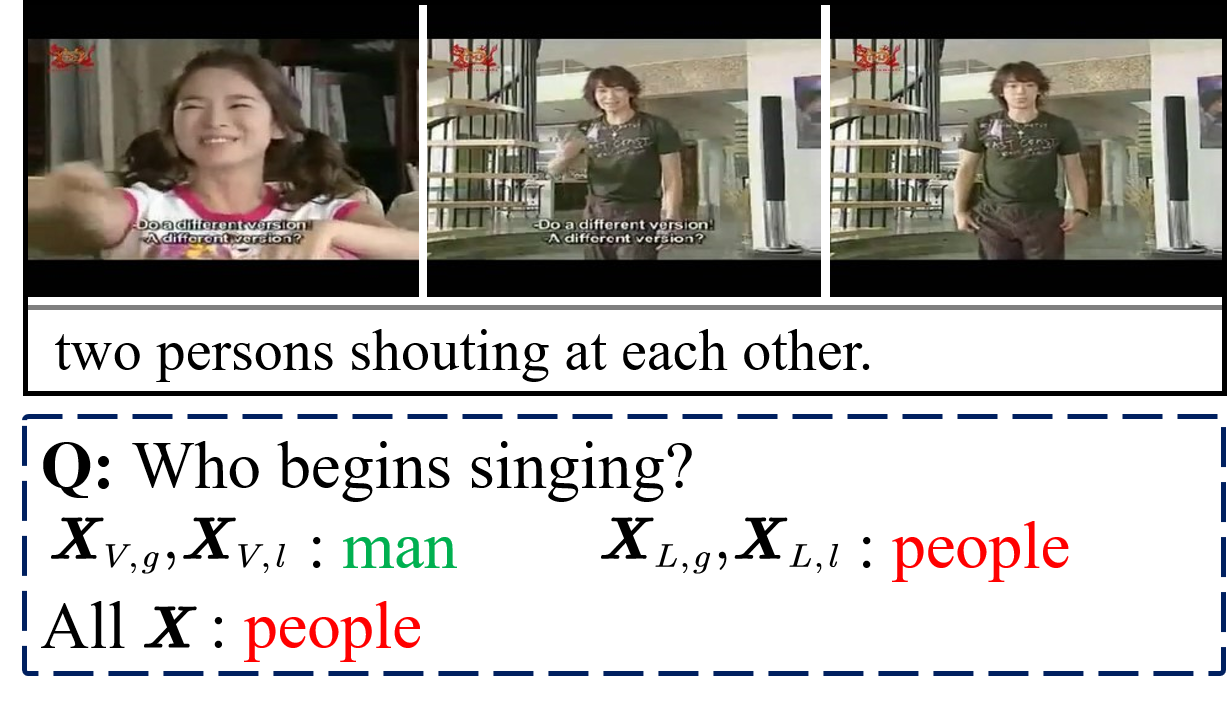 -Do a different version!
-A different version?
-Do a different version!
-A different version?
two persons shouting at each other.
Q: Who begins singing?
X_{V,g}, X_{V,l} : man X_{L,g}, X_{L,l} : people
All X : people